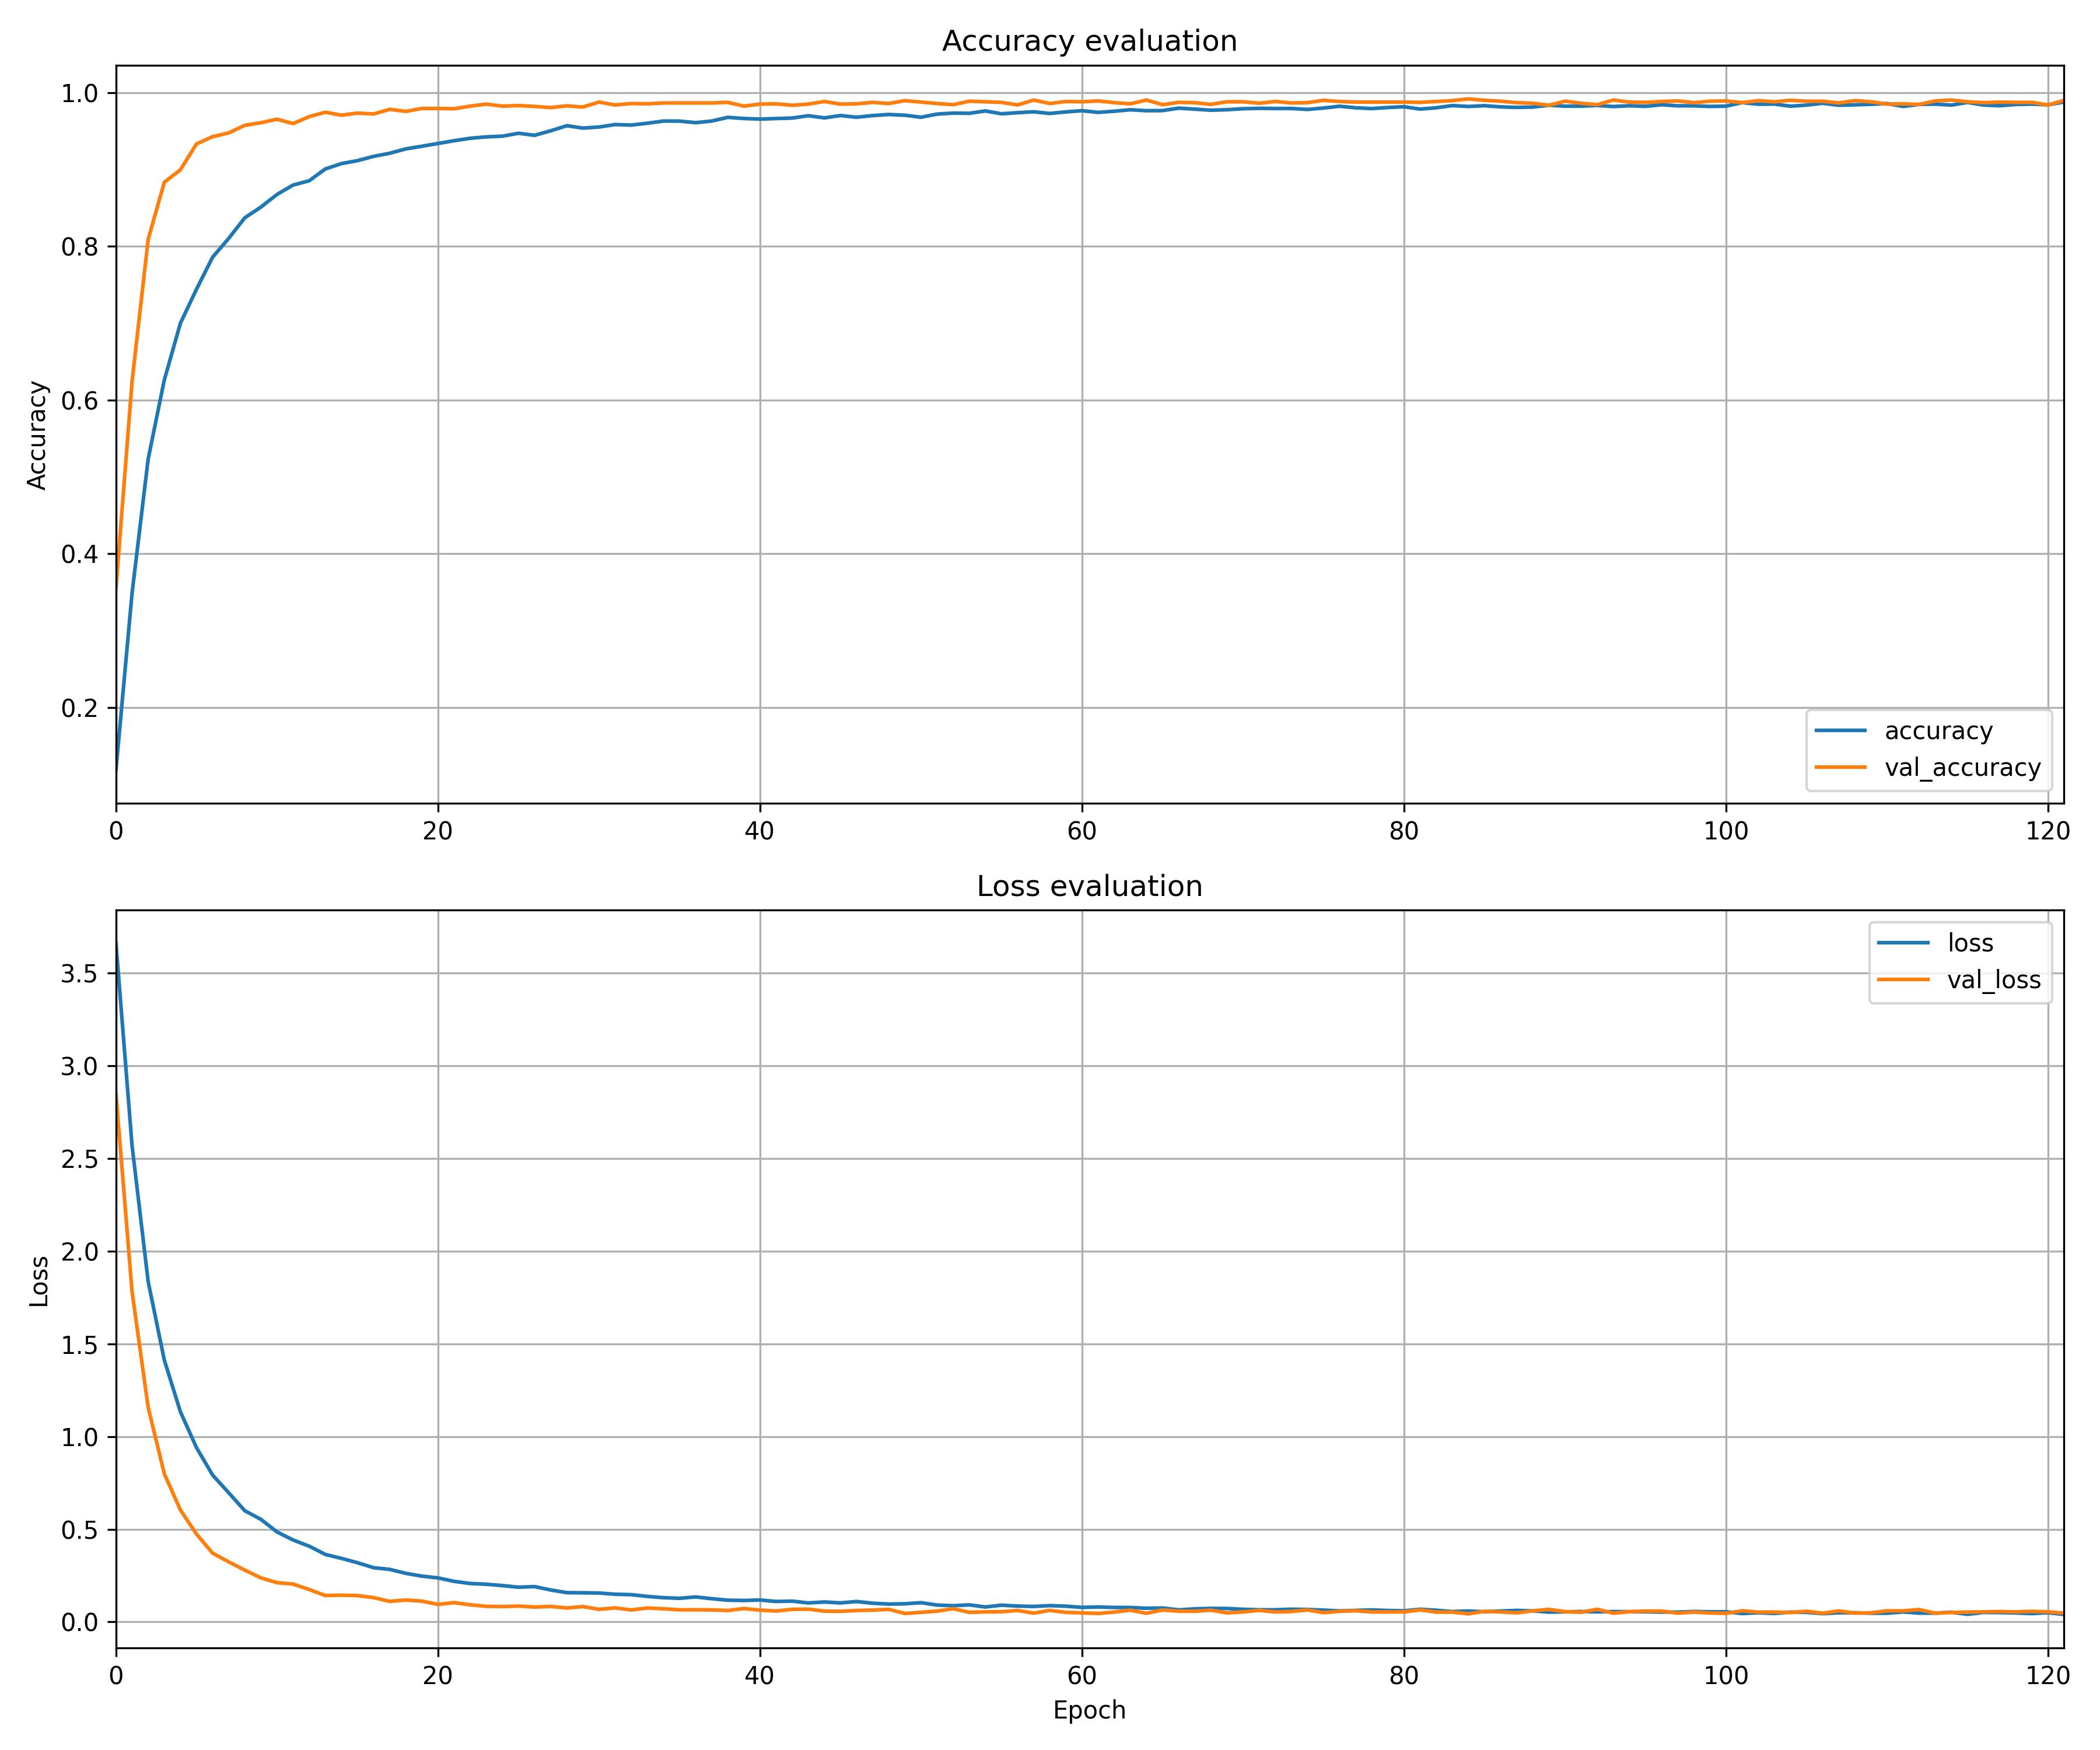 Accuracy evaluation
1.0
0.8
0.6
0.4
0.2
Accuracy
accuracy
val_accuracy
0 20 40 60 80 100 120
Loss evaluation
3.5
3.0
2.5
2.0
1.5
1.0
0.5
0.0
Loss
loss
val_loss
0 20 40 60 80 100 120
Epoch